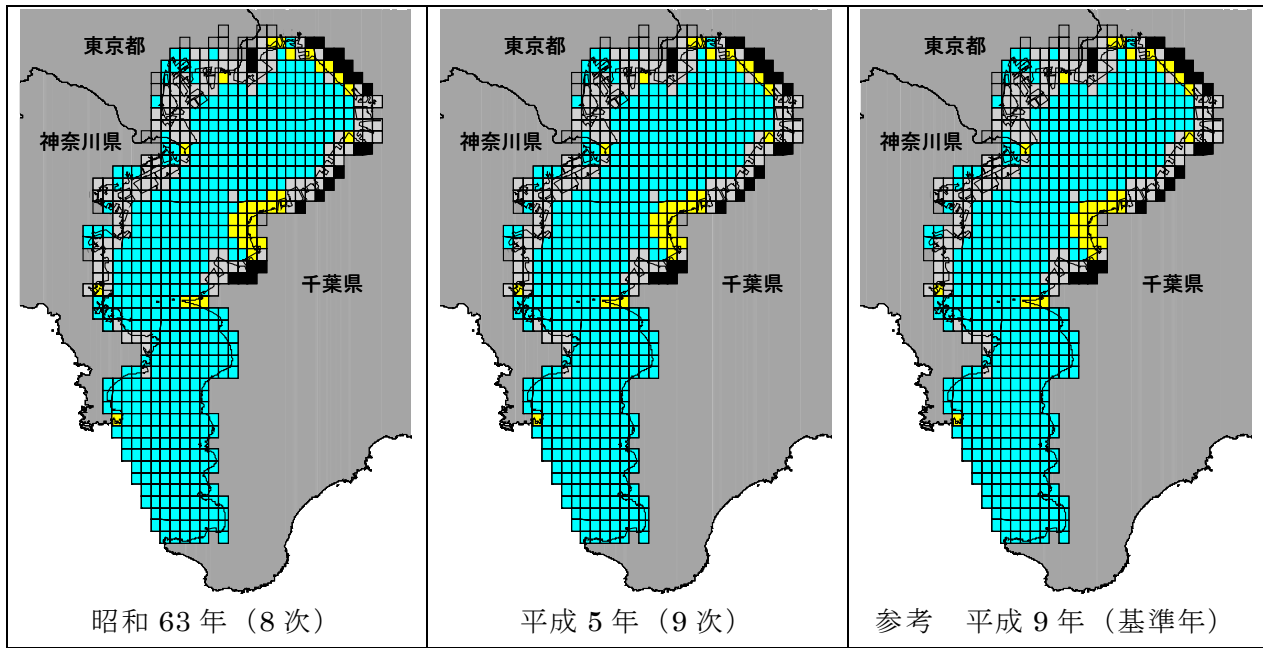 東京都
神奈川県
千葉県
昭和 63 年（8 次）
東京都
神奈川県
千葉県
平成 5 年（9 次）
東京都
神奈川県
千葉県
参考　平成 9 年（基準年）